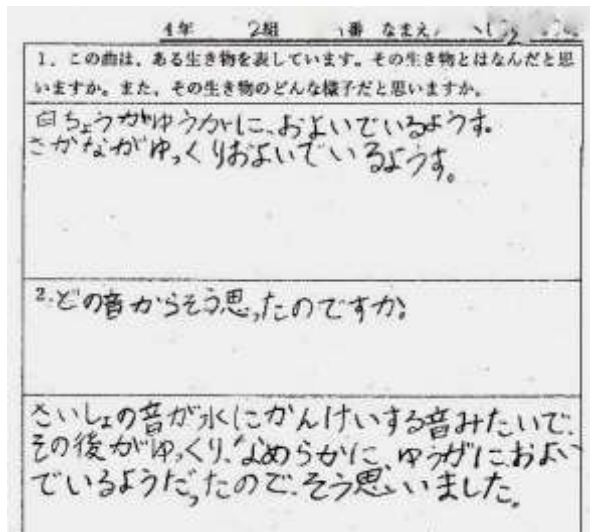 4年 2組 番 なまえ
1. この曲は、ある生き物を表しています。その生き物とはなんだと思
いますか。また、その生き物のどんな様子だと思いますか。
白ちょうがゆうがに、およいでいるようす。
さかながゆっくりおよいでいるようす。
2.どの音からそう思ったのですか。
さいしょの音が水にかんけいする音みたいで、
その後がゆっくり、なめらかに、ゆうがにおよい
でいるようだったので、そう思いました。